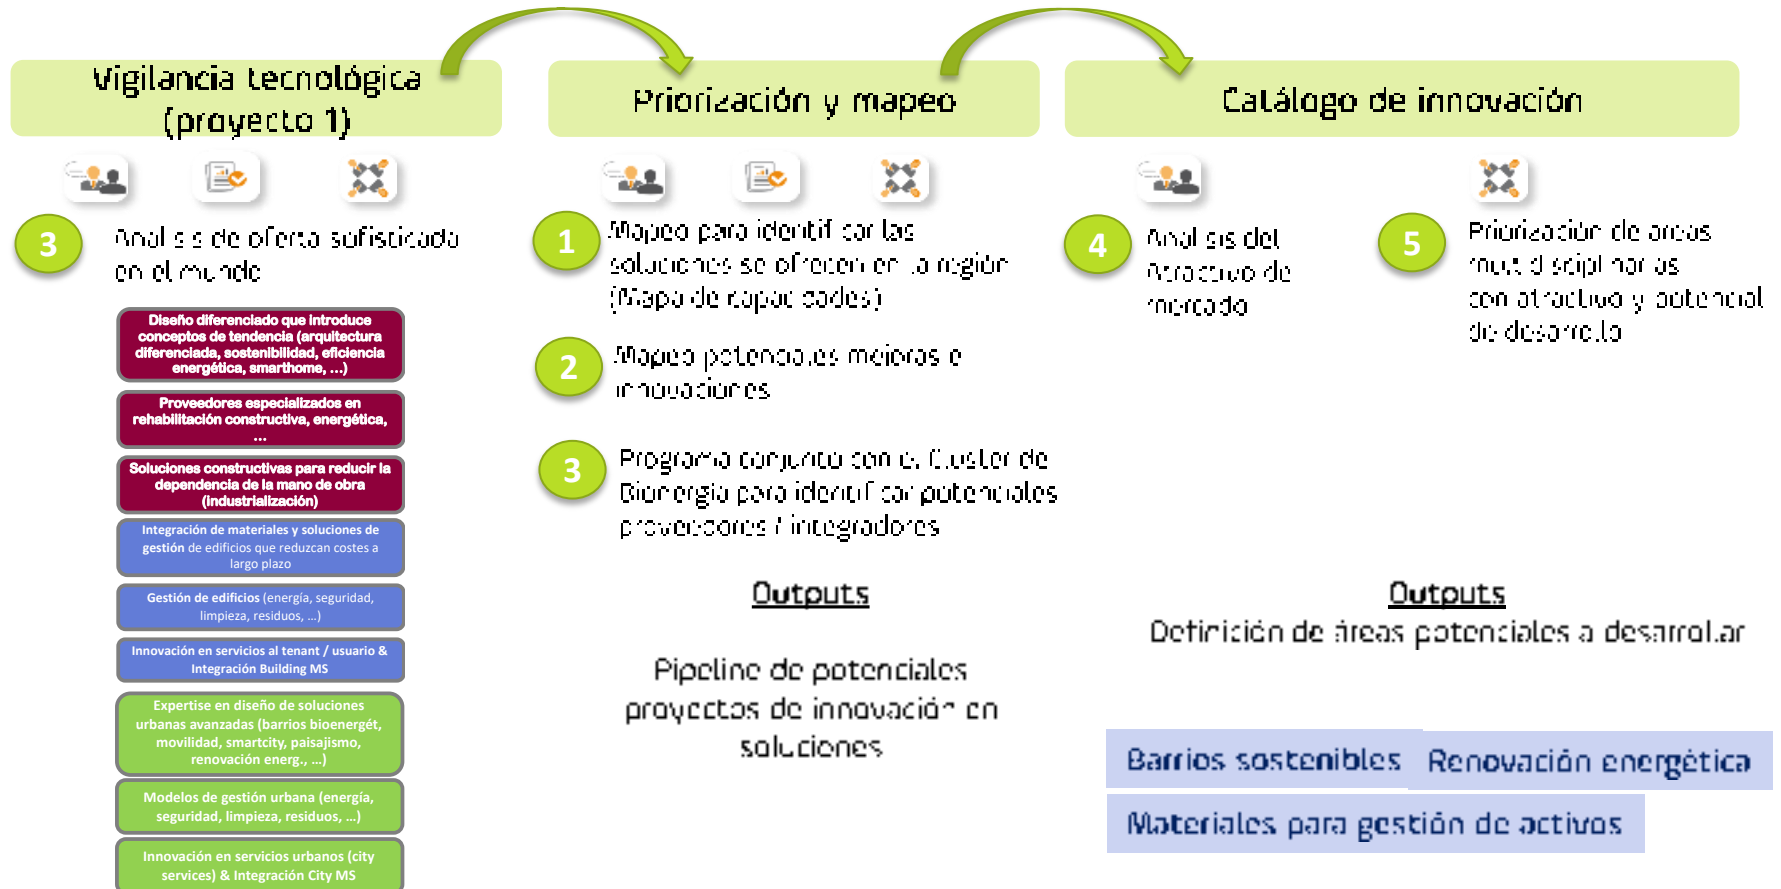 Vigilancia tecnológica
(proyecto 1)
3
Analisis de oferta sofisticada
en el mundo
Diseño diferenciado que introduce
conceptos de tendencia (arquitectura
diferenciada, sostenibilidad, eficiencia
energética, smarthome, ...)
Proveedores especializados en
rehabilitación constructiva, energética,
...
Soluciones constructivas para reducir la
dependencia de la mano de obra
(industrialización)
Integración de materiales y soluciones de
gestión de edificios que reduzcan costes a
largo plazo
Gestión de edificios (energía, seguridad,
limpieza, residuos, ...)
Innovación en servicios al tenant / usuario &
Integración Building MS
Expertise en diseño de soluciones
urbanas avanzadas (barrios bioenergét,
movilidad, smartcity, paisajismo,
renovación energ., ...)
Modelos de gestión urbana (energía,
seguridad, limpieza, residuos, ...)
Innovación en servicios urbanos (city
services) & Integración City MS
Priorización y mapeo
1
Mapeo para identificar las
soluciones se ofrecen en la región
(Mapa de capacidades)
2
Mapeo potenciales mejoras e
innovaciones
3
Programa conjunto con el Cluster de
Bionergía para identificar potenciales
proveedores / integradores
Outputs
Pipeline de potenciales
proyectos de innovación en
soluciones
Catálogo de innovación
4
Analisis del
Atractivo de
mercado
5
Priorización de areas
multidisciplinarias
con atractivo y potencial
de desarrollo
Outputs
Definición de áreas potenciales a desarrollar
Barrios sostenibles
Renovación energética
Materiales para gestión de activos